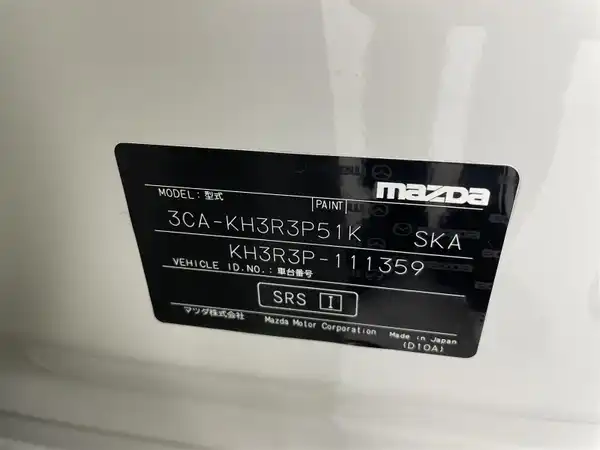 mazda
MODEL: 型式 PAINT
3CA-KH3R3P51K SKA
KH3R3P-111359
VEHICLE ID.NO.: 車台番号
SRS I
マツダ株式会社 Mazda Motor Corporation Made in Japan
(D10A)